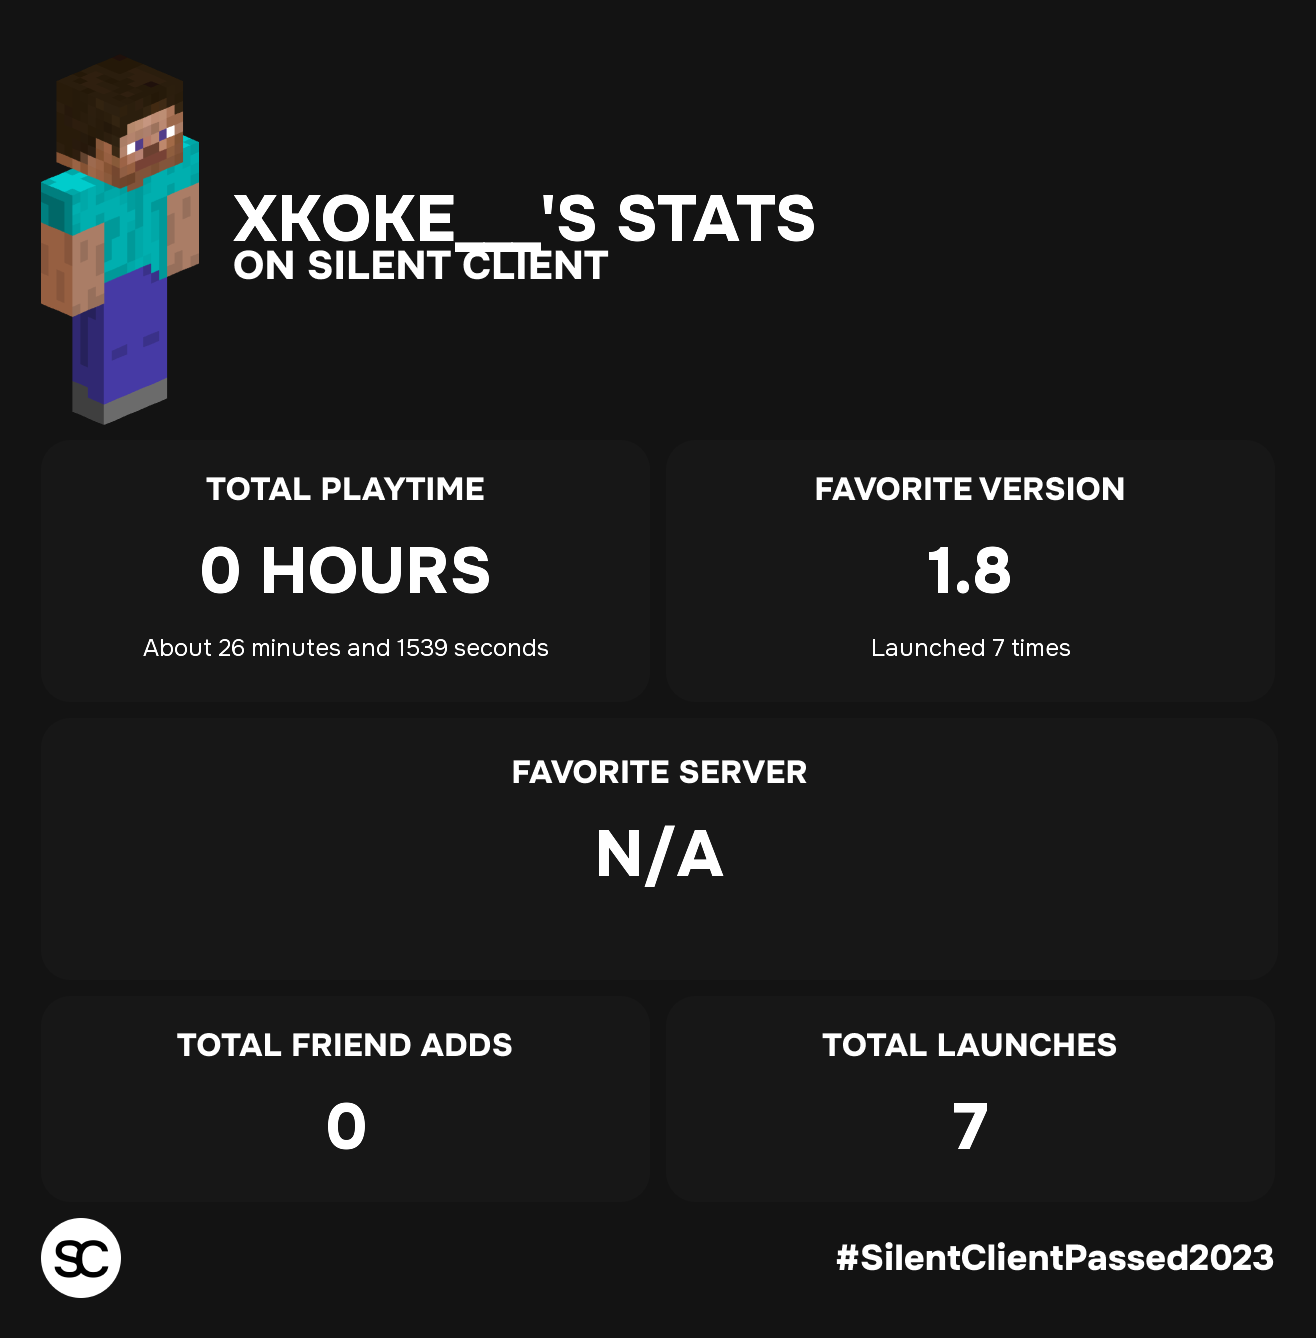 XKOKE__'S STATS
ON SILENT CLIENT
TOTAL PLAYTIME
0 HOURS
About 26 minutes and 1539 seconds
FAVORITE VERSION
1.8
Launched 7 times
FAVORITE SERVER
N/A
TOTAL FRIEND ADDS
0
TOTAL LAUNCHES
7
SC
#SilentClientPassed2023